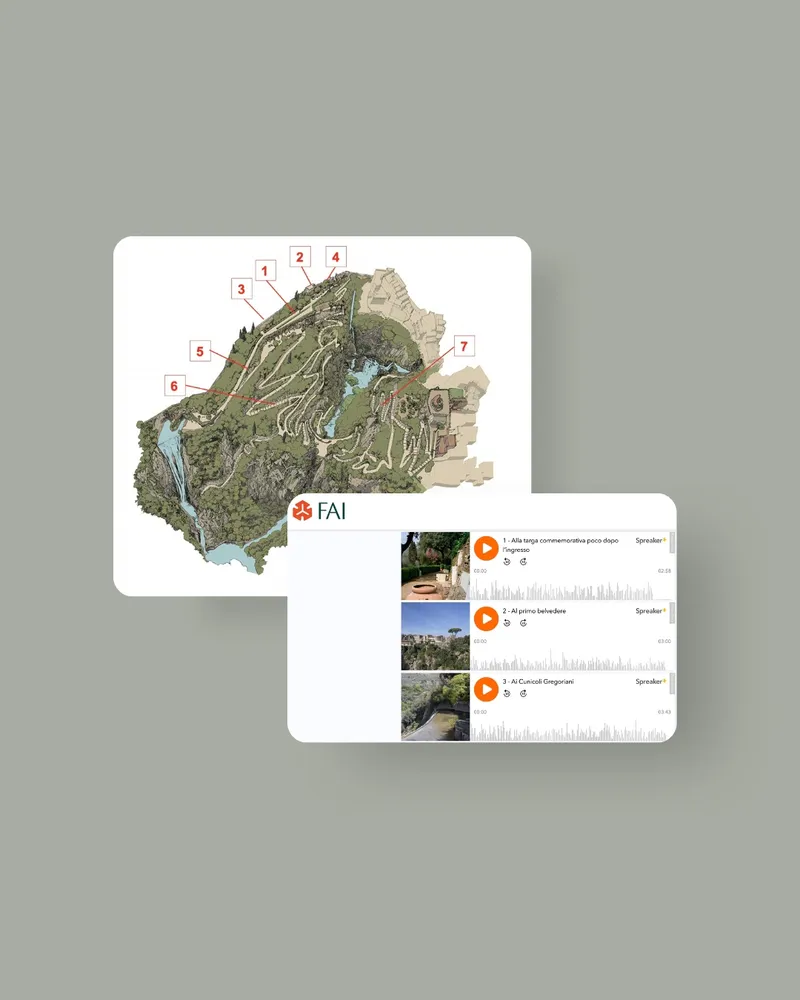 2
4
1
3
5
7
6
FAI
1 - Alla targa commemorativa poco dopo
l'ingresso
Spreaker
00:00
02:58
2 - Al primo belvedere
Spreaker
00:00
03:00
3 - Ai Cunicoli Gregoriani
Spreaker
00:00
03:43